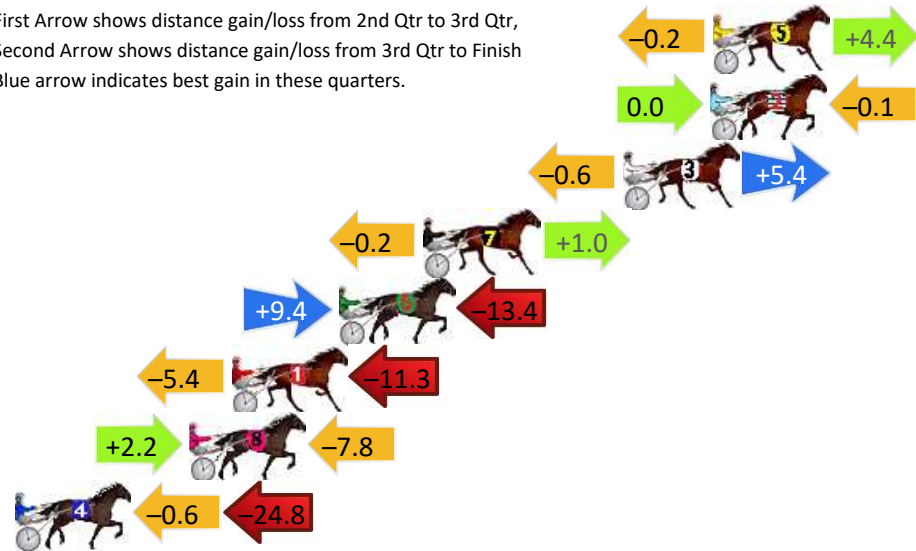 First Arrow shows distance gain/loss from 2nd Qtr to 3rd Qtr,
Second Arrow shows distance gain/loss from 3rd Qtr to Finish
Blue arrow indicates best gain in these quarters.
–0.2 5 +4.4
0.0 2 –0.1
–0.6 3 +5.4
–0.2 7 +1.0
+9.4 6 –13.4
–5.4 1 –11.3
+2.2 8 –7.8
4 –0.6 –24.8